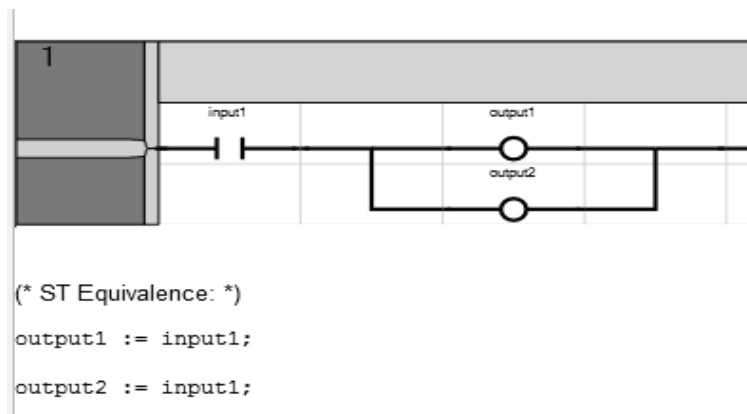 1
input1
output1
output2
(* ST Equivalence: *)
output1 := input1;
output2 := input1;